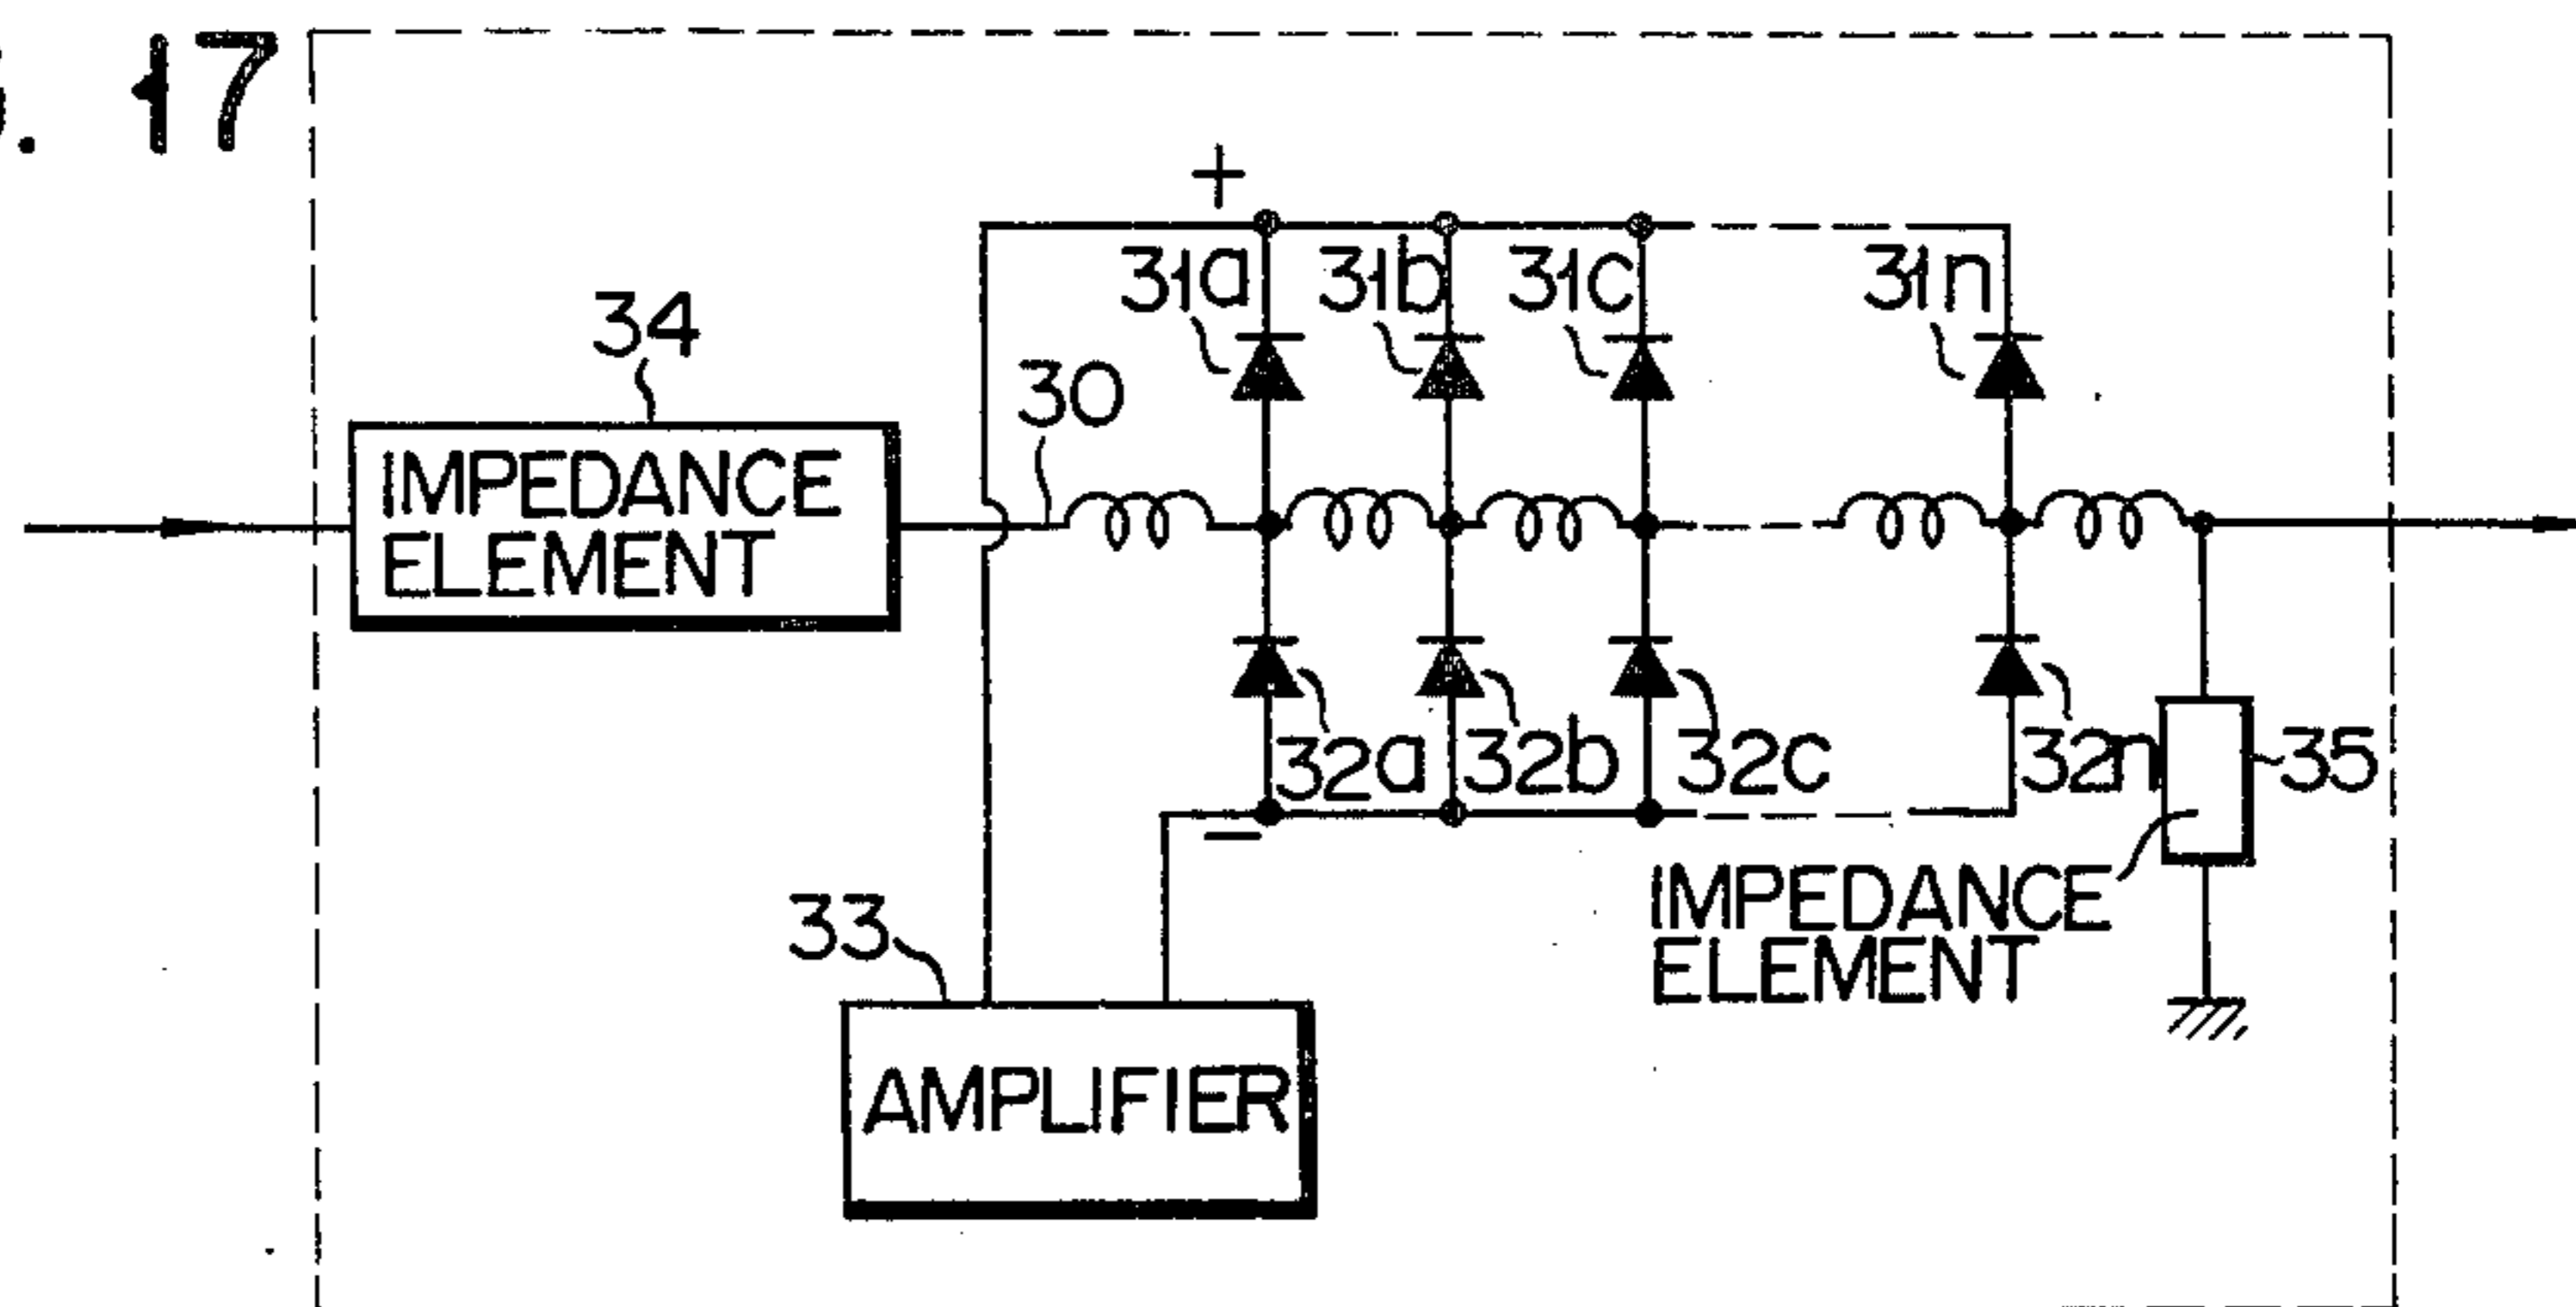 . 17
+
31a 31b 31c 31n
34
30
IMPEDANCE
ELEMENT
32a 32b 32c 32n 35
−
33
IMPEDANCE
ELEMENT
AMPLIFIER